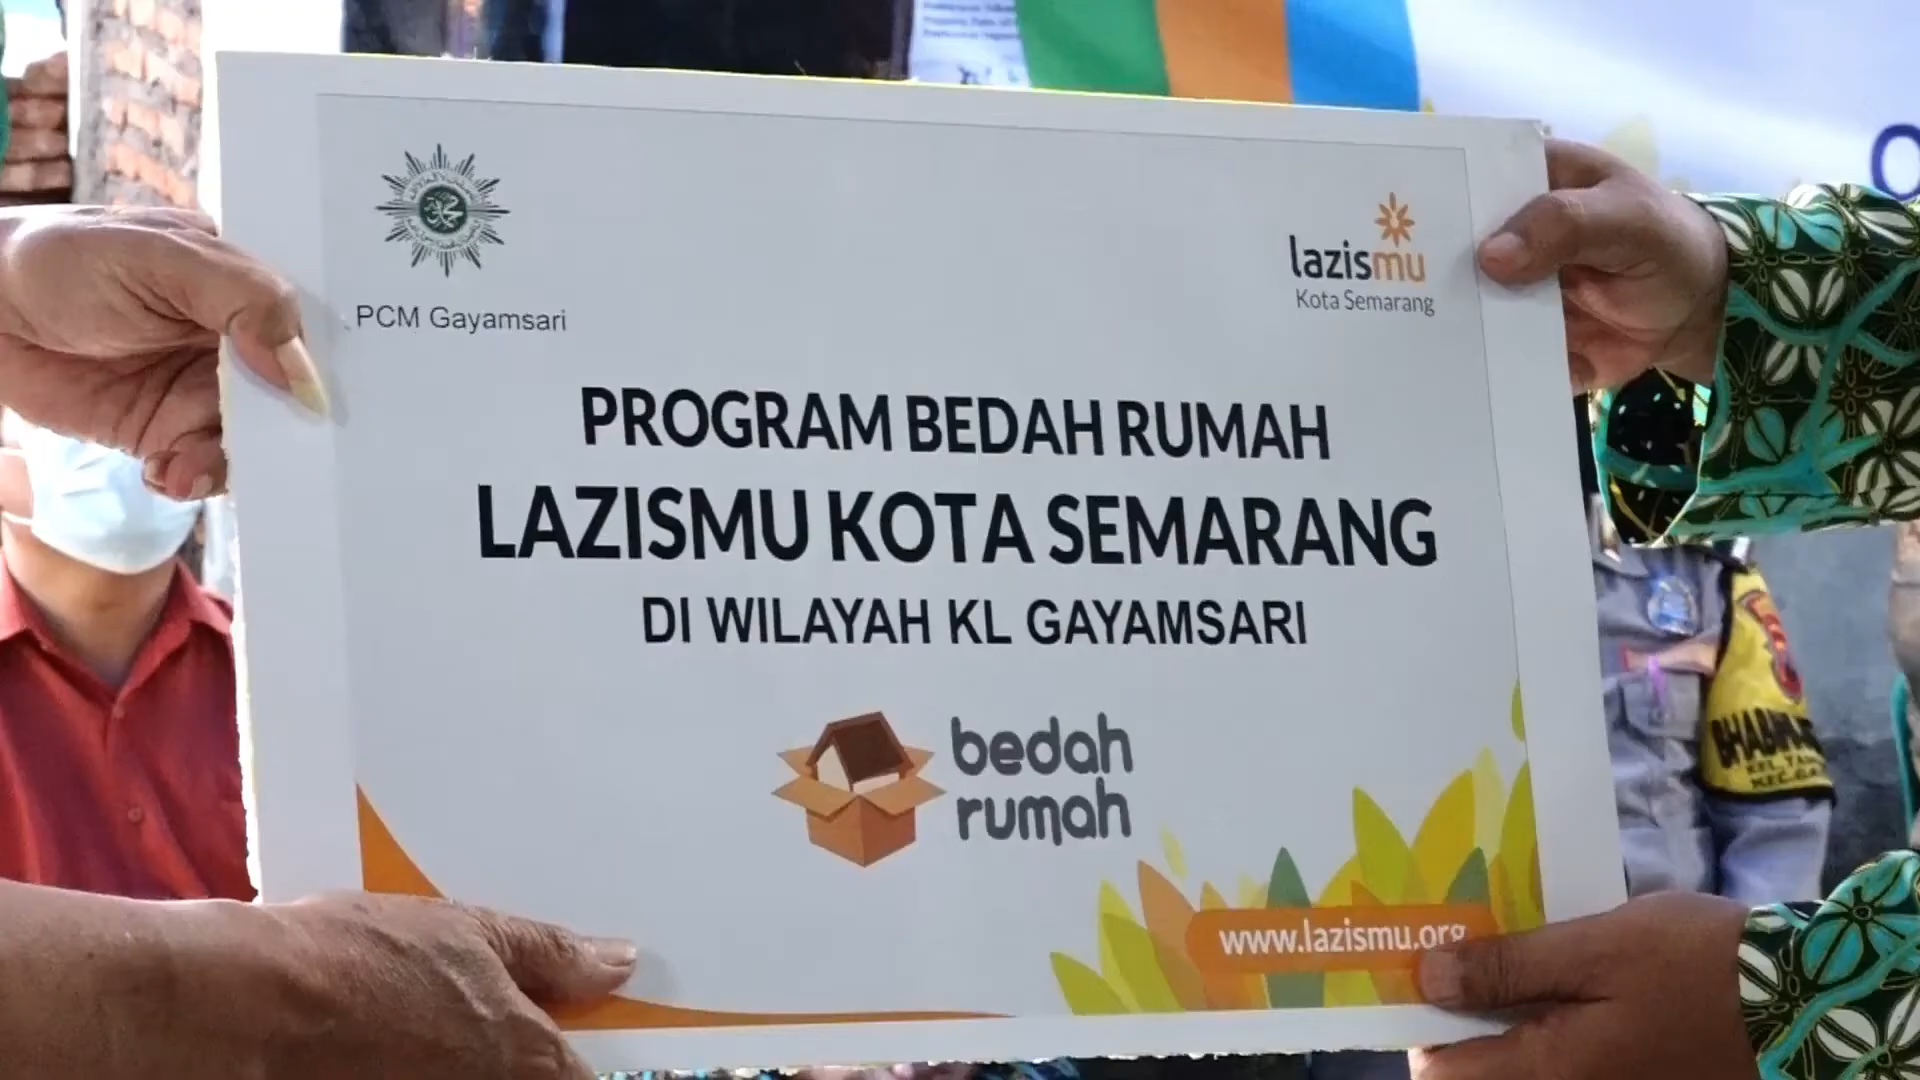 PCM Gayamsari
lazismu
Kota Semarang
PROGRAM BEDAH RUMAH
LAZISMU KOTA SEMARANG
DI WILAYAH KL GAYAMSARI
bedah
rumah
www.lazismu.org